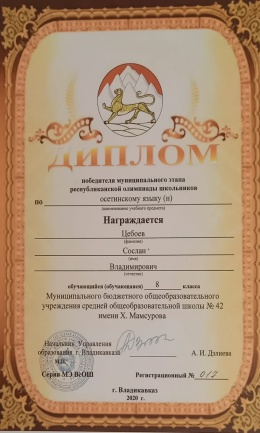 ДИПЛОМ
победителя муниципального этапа
республиканской олимпиады школьников
по осетинскому языку (н)
(наименование учебного предмета)
Награждается
Цебоев
(фамилия)
Сослан
(имя)
Владимирович
(отчество)
обучающийся (обучающаяся) 8 класса
Муниципального бюджетного общеобразовательного
учреждения средней общеобразовательной школы № 42
имени Х. Мамсурова
Начальник Управления
образования г. Владикавказа
А. И. Дзлиева
М.П.
Серия МЭ ВсОШ
Регистрационный № 012
г. Владикавказ
2020 г.